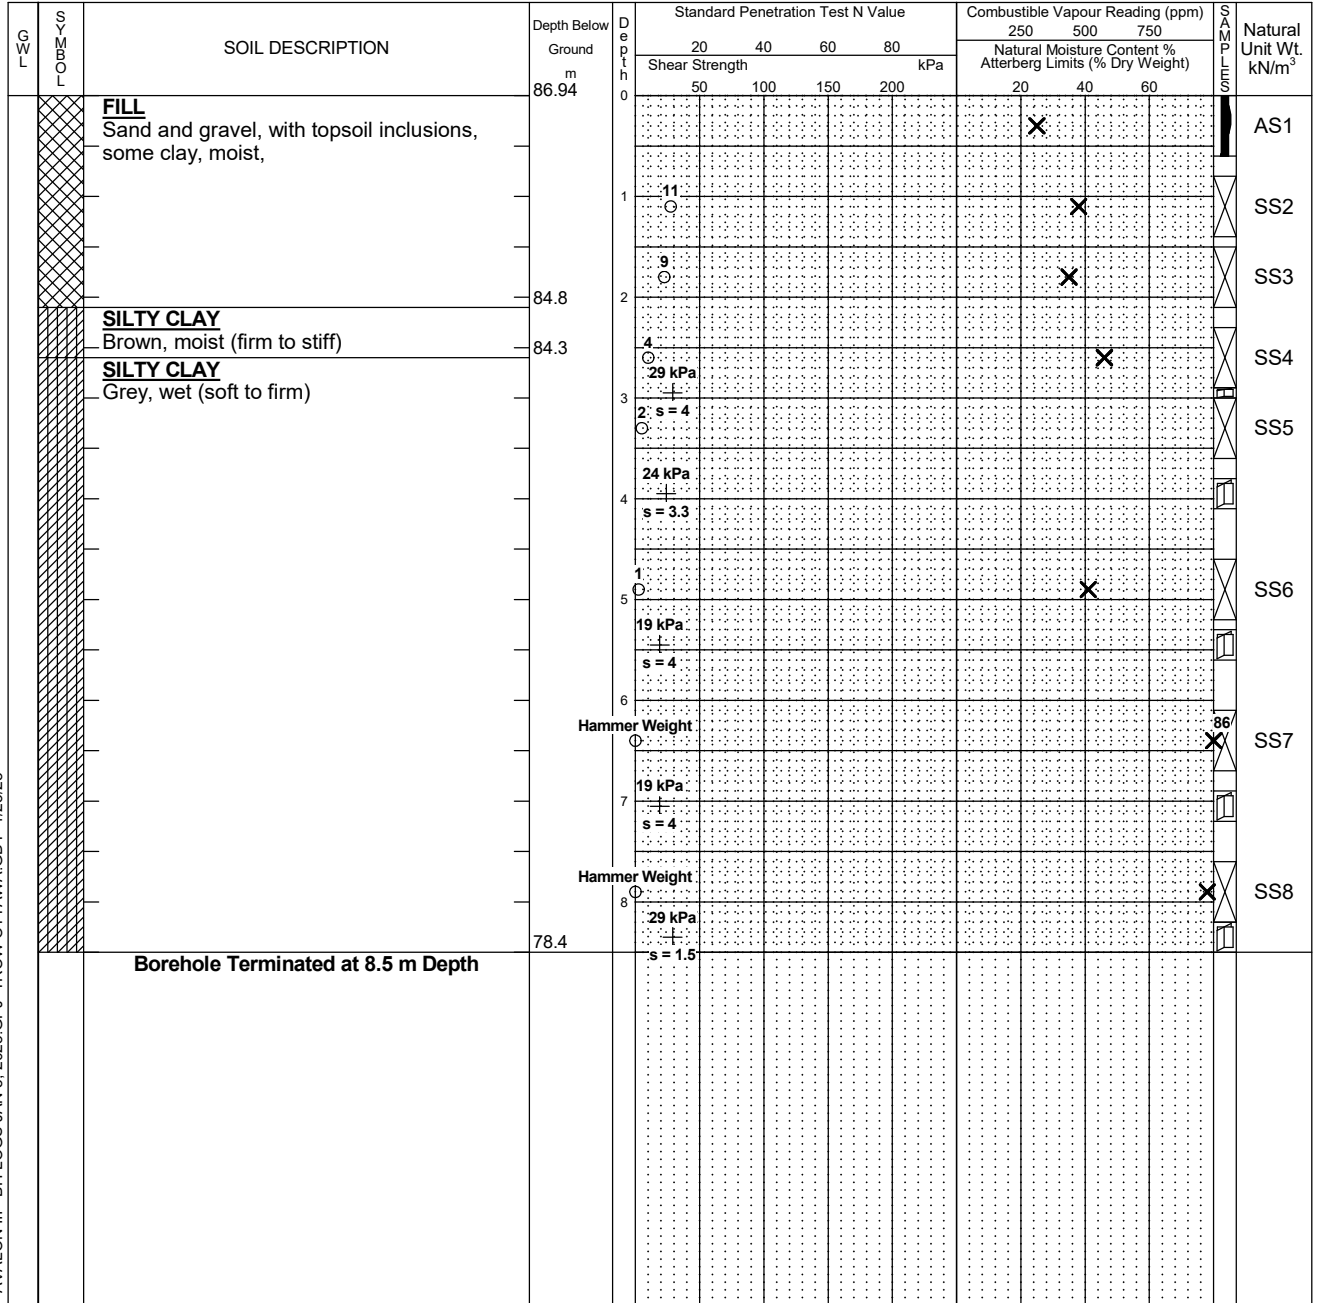 GWL
SYMBOL
SOIL DESCRIPTION
Depth Below
Ground
m
86.94
Depth
Standard Penetration Test N Value
20 40 60 80
Shear Strength kPa
50 100 150 200
Combustible Vapour Reading (ppm)
250 500 750
Natural Moisture Content %
Atterberg Limits (% Dry Weight)
20 40 60
SAMPLES
Natural
Unit Wt.
kN/m³
0
FILL
Sand and gravel, with topsoil inclusions,
some clay, moist,
AS1
11
1
SS2
9
SS3
84.8
2
SILTY CLAY
Brown, moist (firm to stiff)
84.3
4
SS4
SILTY CLAY
Grey, wet (soft to firm)
29 kPa
3
s = 4
2
SS5
24 kPa
4
s = 3.3
1
SS6
5
19 kPa
s = 4
6
Hammer Weight
86
SS7
19 kPa
7
s = 4
Hammer Weight
SS8
8
29 kPa
78.4
s = 1.5
Borehole Terminated at 8.5 m Depth